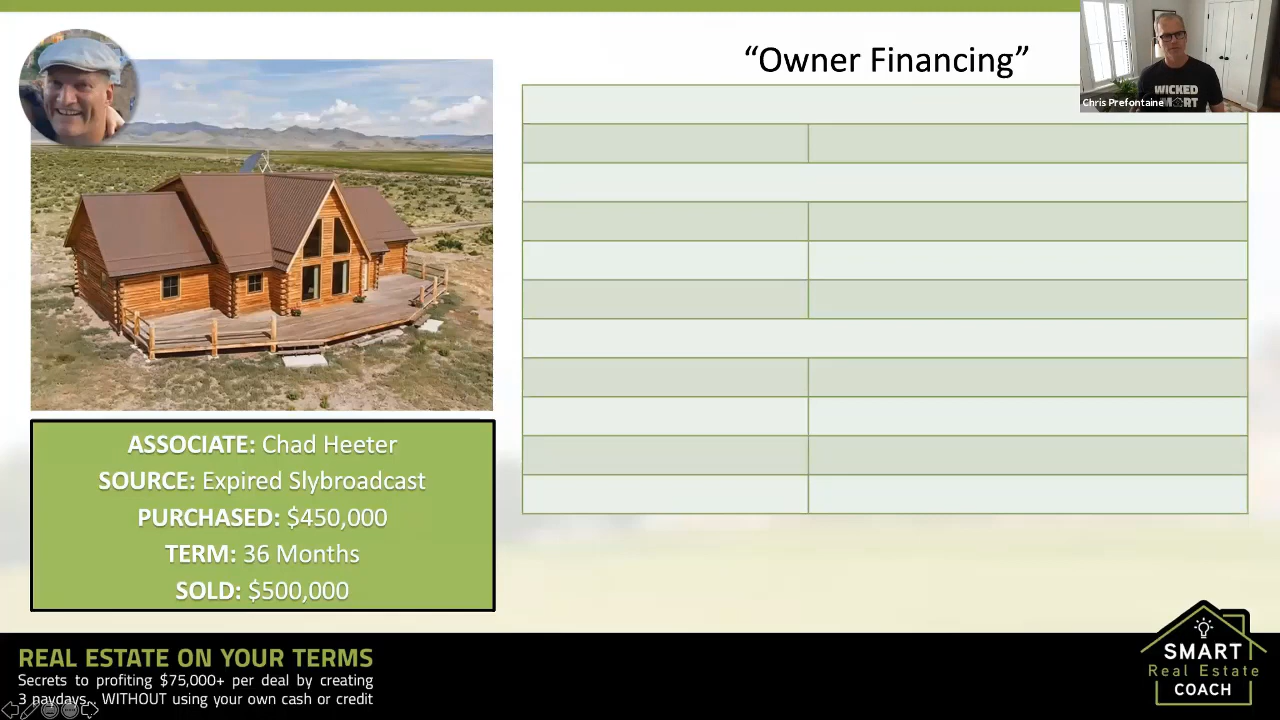 “Owner Financing”
WICKED
SMART
Chris Prefontaine
ASSOCIATE: Chad Heeter
SOURCE: Expired Slybroadcast
PURCHASED: $450,000
TERM: 36 Months
SOLD: $500,000
REAL ESTATE ON YOUR TERMS
Secrets to profiting $75,000+ per deal by creating
3 paydays, WITHOUT using your own cash or credit
SMART
Real Estate
COACH